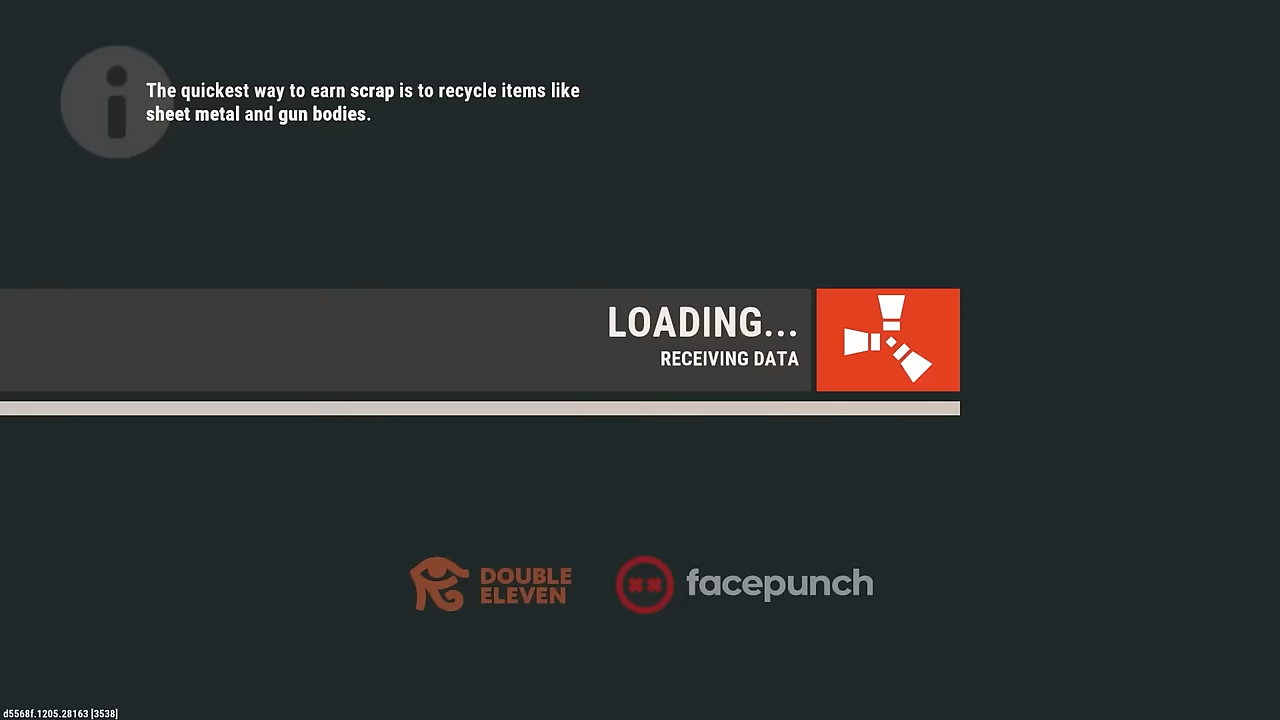 The quickest way to earn scrap is to recycle items like
sheet metal and gun bodies.
LOADING...
RECEIVING DATA
DOUBLE
ELEVEN
facepunch
d5568f.1205.28163 [3538]